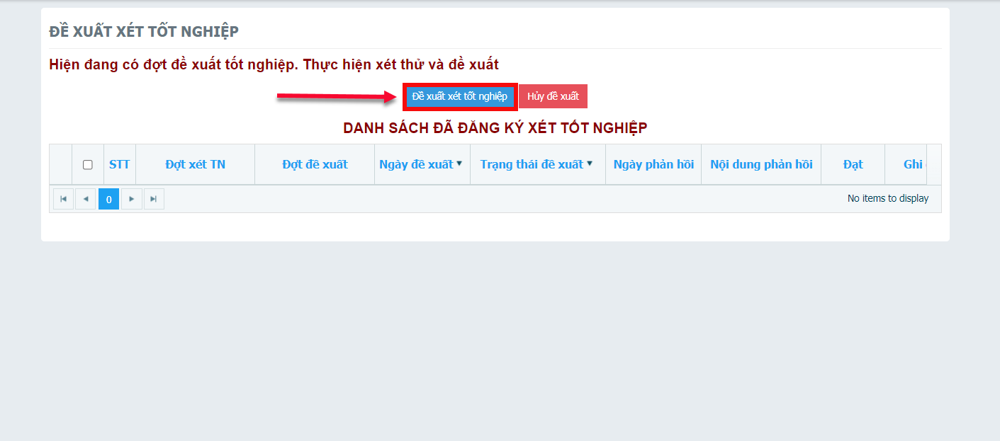 ĐỀ XUẤT XÉT TỐT NGHIỆP
Hiện đang có đợt đề xuất tốt nghiệp. Thực hiện xét thử và đề xuất
Đề xuất xét tốt nghiệp Hủy đề xuất
DANH SÁCH ĐÃ ĐĂNG KÝ XÉT TỐT NGHIỆP
STT Đợt xét TN Đợt đề xuất Ngày đề xuất Trạng thái đề xuất Ngày phản hồi Nội dung phản hồi Đạt Ghi
0 No items to display